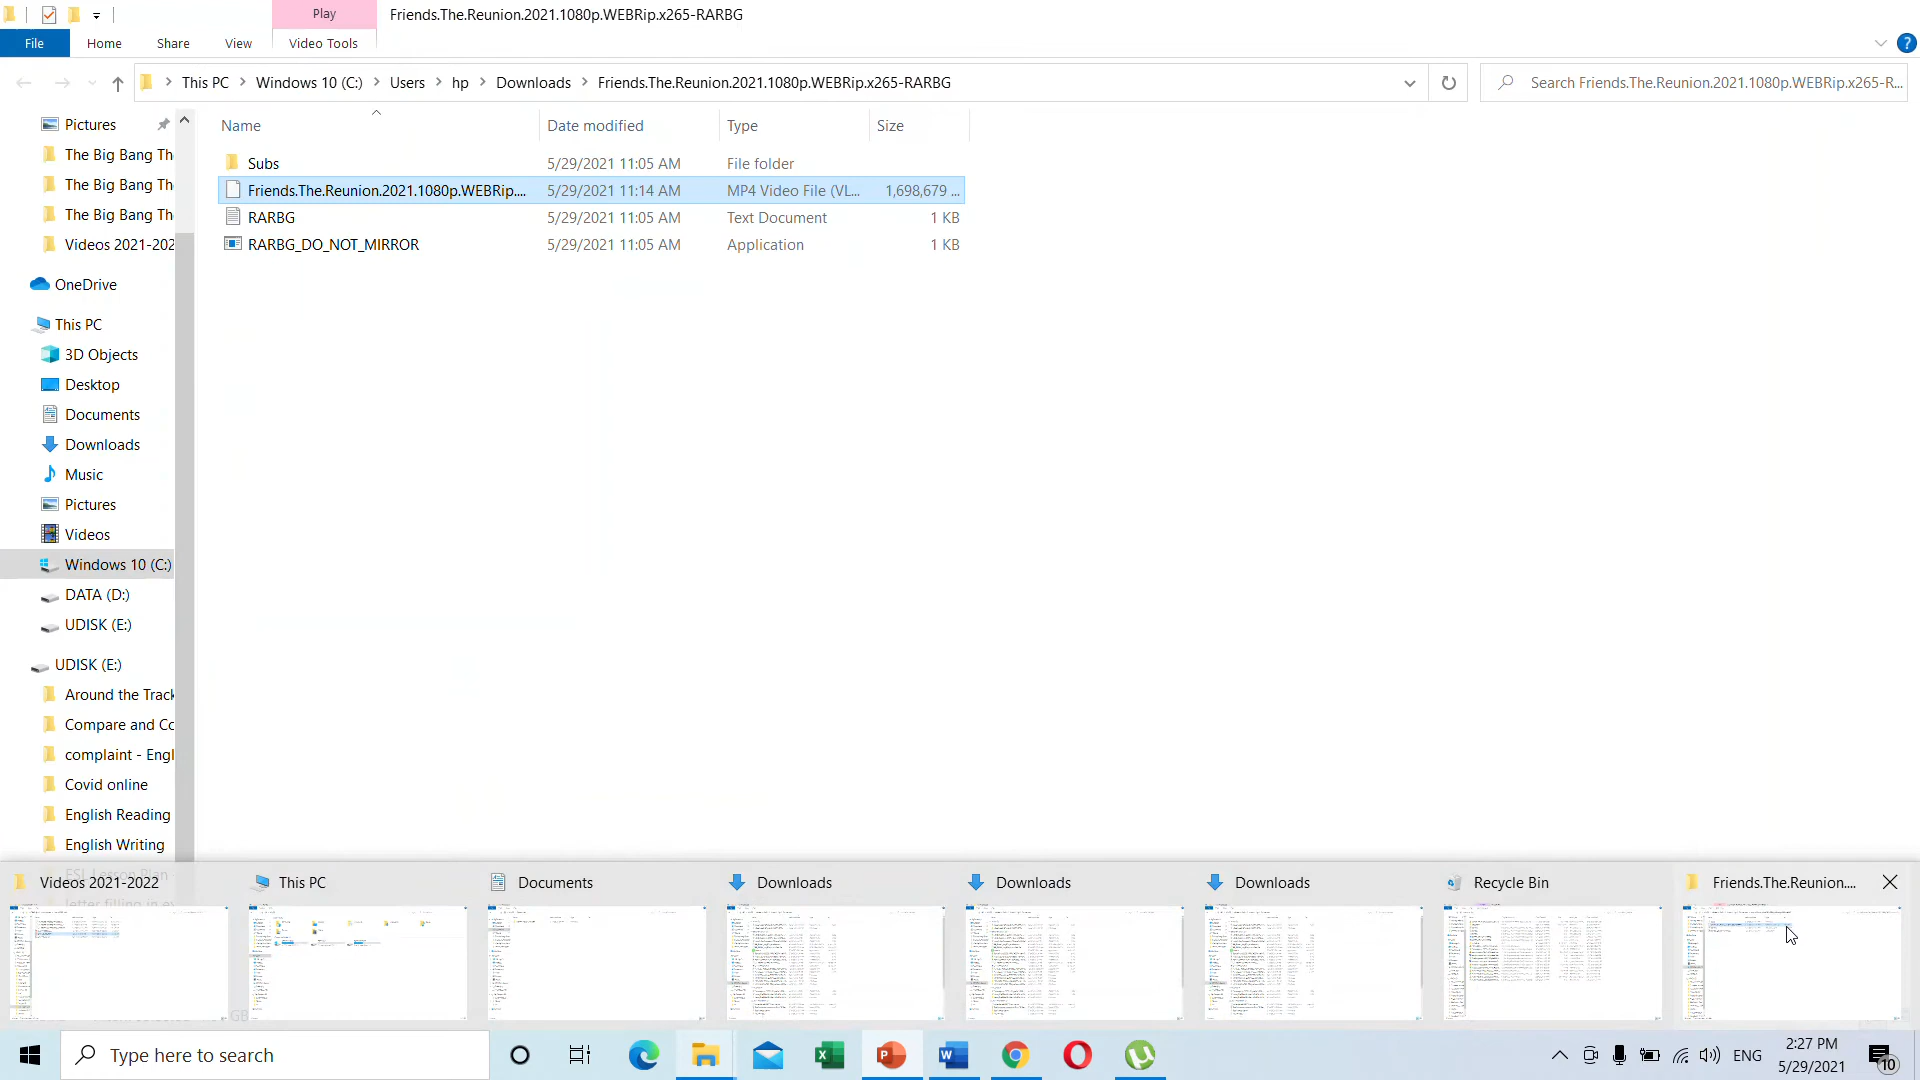 Play
Friends.The.Reunion.2021.1080p.WEBRip.x265-RARBG
File
Home
Share
View
Video Tools
This PC
Windows 10 (C:)
Users
hp
Downloads
Friends.The.Reunion.2021.1080p.WEBRip.x265-RARBG
Search Friends.The.Reunion.2021.1080p.WEBRip.x265-R...
Name
Date modified
Type
Size
Subs
5/29/2021 11:05 AM
File folder
Friends.The.Reunion.2021.1080p.WEBRip....
5/29/2021 11:14 AM
MP4 Video File (VL...
1,698,679 ...
RARBG
5/29/2021 11:05 AM
Text Document
1 KB
RARBG_DO_NOT_MIRROR
5/29/2021 11:05 AM
Application
1 KB
Pictures
The Big Bang Th
The Big Bang Th
The Big Bang Th
Videos 2021-202
OneDrive
This PC
3D Objects
Desktop
Documents
Downloads
Music
Pictures
Videos
Windows 10 (C:)
DATA (D:)
UDISK (E:)
UDISK (E:)
Around the Track
Compare and Co
complaint - Engl
Covid online
English Reading
English Writing
Videos 2021-2022
This PC
Documents
Downloads
Downloads
Downloads
Recycle Bin
Friends.The.Reunion....
Type here to search
ENG
2:27 PM
5/29/2021
10